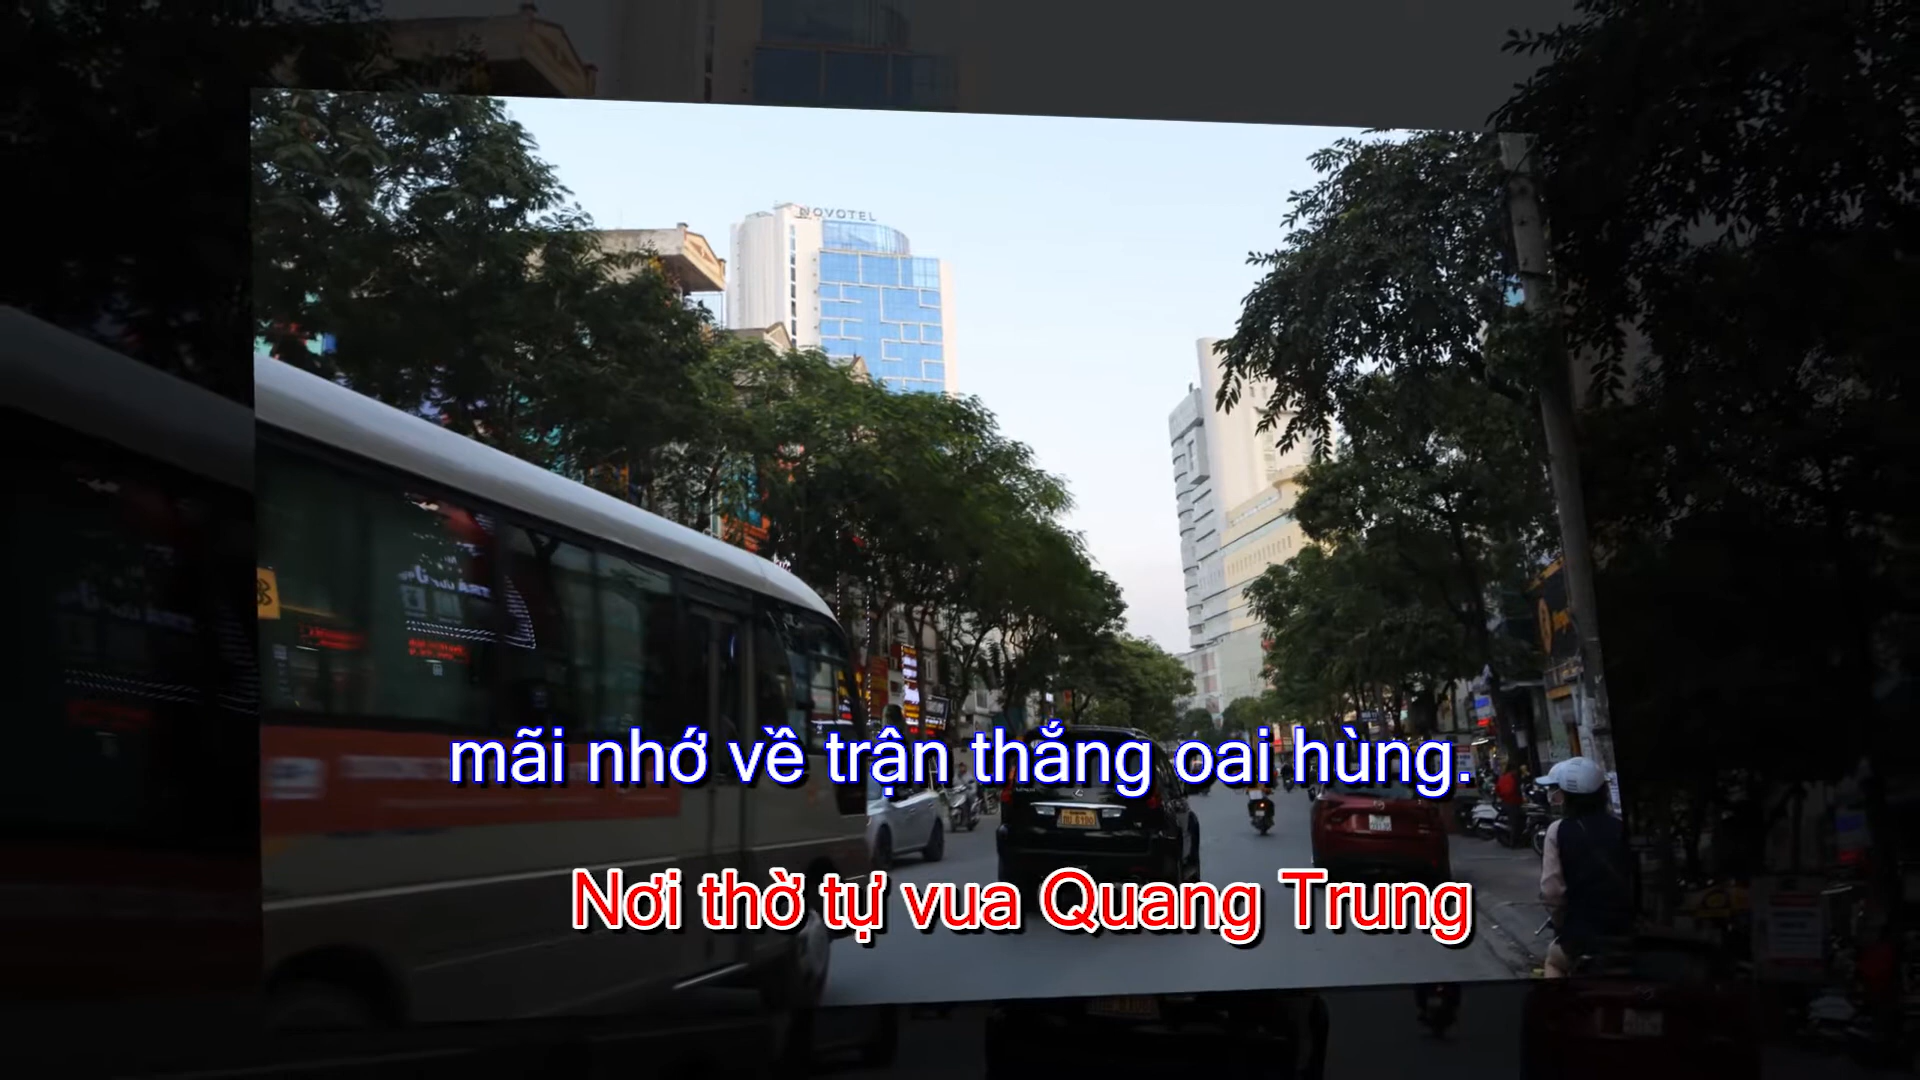 NOVOTEL
mãi nhớ về trận thắng oai hùng.
Nơi thờ tự vua Quang Trung